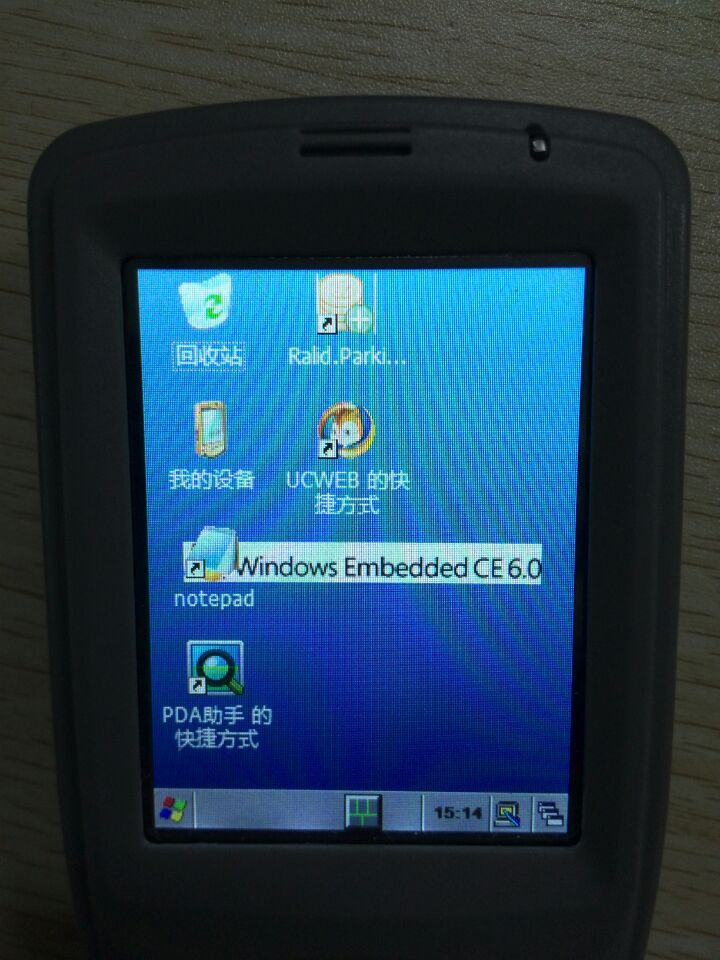 回收站
Ralid.Parki...
我的设备
UCWEB 的快
捷方式
Windows Embedded CE 6.0
notepad
PDA助手 的
快捷方式
15:14